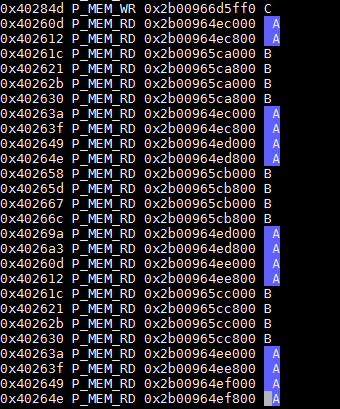 0x40284d P_MEM_WR 0x2b00966d5ff0 C
0x40260d P_MEM_RD 0x2b00964ec000 A
0x402612 P_MEM_RD 0x2b00964ec800 A
0x40261c P_MEM_RD 0x2b00965ca000 B
0x402621 P_MEM_RD 0x2b00965ca800 B
0x40262b P_MEM_RD 0x2b00965ca000 B
0x402630 P_MEM_RD 0x2b00965ca800 B
0x40263a P_MEM_RD 0x2b00964ec000 A
0x40263f P_MEM_RD 0x2b00964ec800 A
0x402649 P_MEM_RD 0x2b00964ed000 A
0x40264e P_MEM_RD 0x2b00964ed800 A
0x402658 P_MEM_RD 0x2b00965cb000 B
0x40265d P_MEM_RD 0x2b00965cb800 B
0x402667 P_MEM_RD 0x2b00965cb000 B
0x40266c P_MEM_RD 0x2b00965cb800 B
0x40269a P_MEM_RD 0x2b00964ed000 A
0x4026a3 P_MEM_RD 0x2b00964ed800 A
0x40260d P_MEM_RD 0x2b00964ee000 A
0x402612 P_MEM_RD 0x2b00964ee800 A
0x40261c P_MEM_RD 0x2b00965cc000 B
0x402621 P_MEM_RD 0x2b00965cc800 B
0x40262b P_MEM_RD 0x2b00965cc000 B
0x402630 P_MEM_RD 0x2b00965cc800 B
0x40263a P_MEM_RD 0x2b00964ee000 A
0x40263f P_MEM_RD 0x2b00964ee800 A
0x402649 P_MEM_RD 0x2b00964ef000 A
0x40264e P_MEM_RD 0x2b00964ef800 A